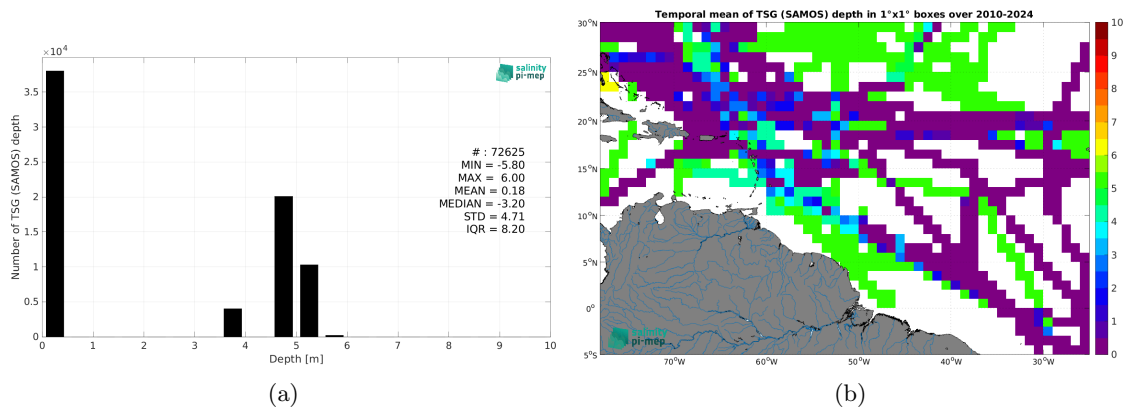 ×10⁴
3.5
3
2.5
2
1.5
1
0.5
0
Number of TSG (SAMOS) depth
0 1 2 3 4 5 6 7 8 9 10
Depth [m]
salinity
pi-mep
# : 72625
MIN = -5.80
MAX = 6.00
MEAN = 0.18
MEDIAN = -3.20
STD = 4.71
IQR = 8.20
(a)
Temporal mean of TSG (SAMOS) depth in 1°x1° boxes over 2010-2024
30°N
25°N
20°N
15°N
10°N
5°N
0°
5°S
70°W 60°W 50°W 40°W 30°W
salinity
pi-mep
10
9
8
7
6
5
4
3
2
1
0
(b)